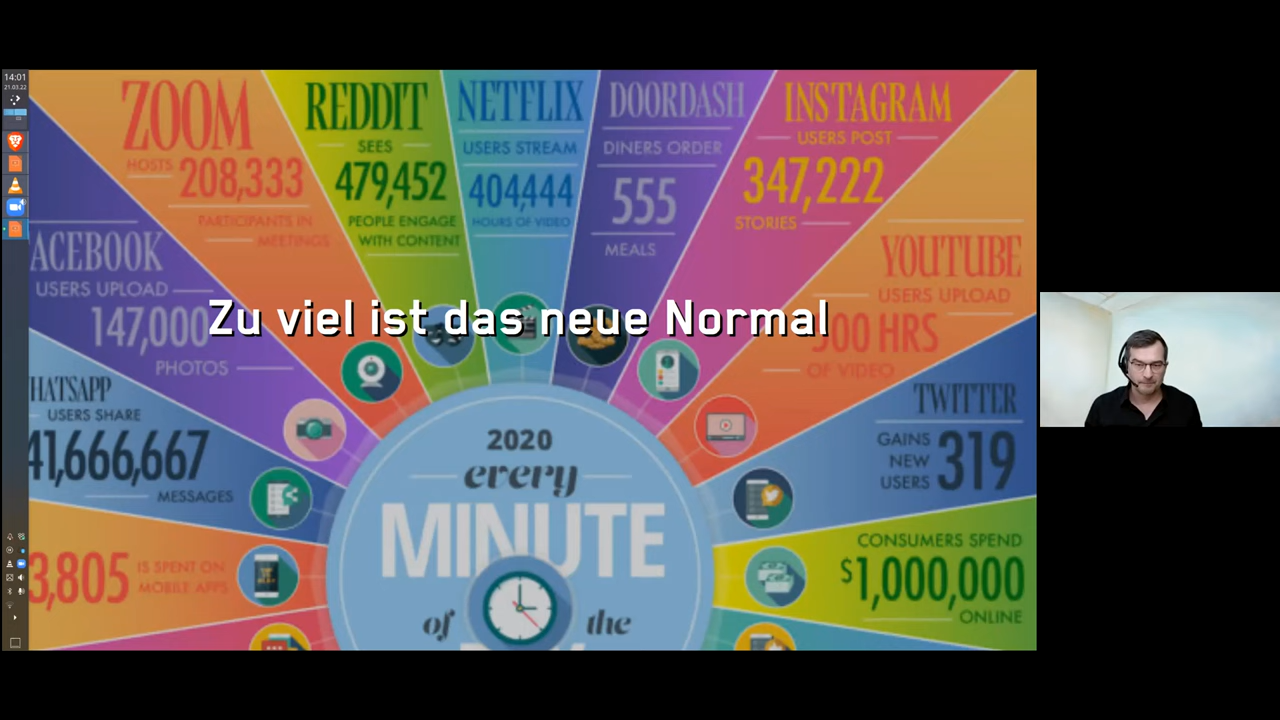 14:01
21.03.22
ZOOM
HOSTS 208,333
PARTICIPANTS IN
MEETINGS
REDDIT
SEES
479,452
PEOPLE ENGAGE
WITH CONTENT
NETFLIX
USERS STREAM
404,444
HOURS OF VIDEO
DOORDASH
DINERS ORDER
555
MEALS
INSTAGRAM
USERS POST
347,222
STORIES
ACEBOOK
USERS UPLOAD
147,000
PHOTOS
YOUTUBE
USERS UPLOAD
500 HRS
OF VIDEO
Zu viel ist das neue Normal
HATSAPP
USERS SHARE
41,666,667
MESSAGES
TWITTER
GAINS
NEW
USERS
319
3,805 IS SPENT ON
MOBILE APPS
CONSUMERS SPEND
$1,000,000
ONLINE
2020
every
MINUTE
of the